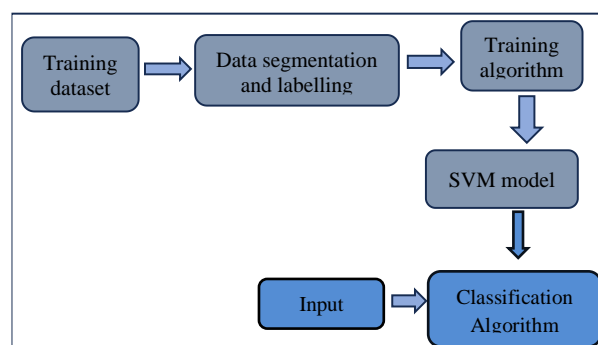 Training
dataset
Data segmentation
and labelling
Training
algorithm
SVM model
Input
Classification
Algorithm